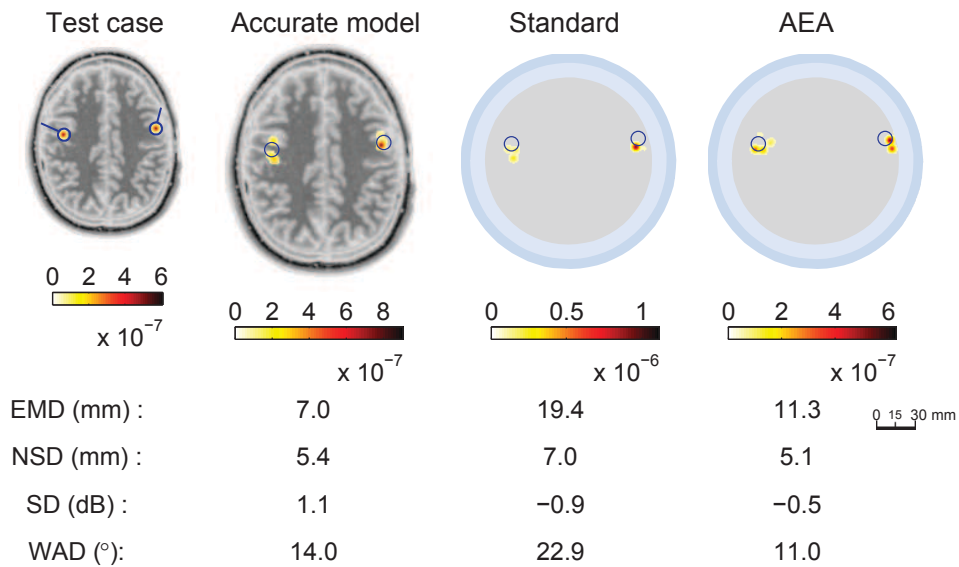 Test case Accurate model Standard AEA
0 2 4 6
x 10⁻⁷
0 2 4 6 8
x 10⁻⁷
0 0.5 1
x 10⁻⁶
0 2 4 6
x 10⁻⁷
EMD (mm) : 7.0 19.4 11.3
0 15 30 mm
NSD (mm) : 5.4 7.0 5.1
SD (dB) : 1.1 −0.9 −0.5
WAD (°): 14.0 22.9 11.0